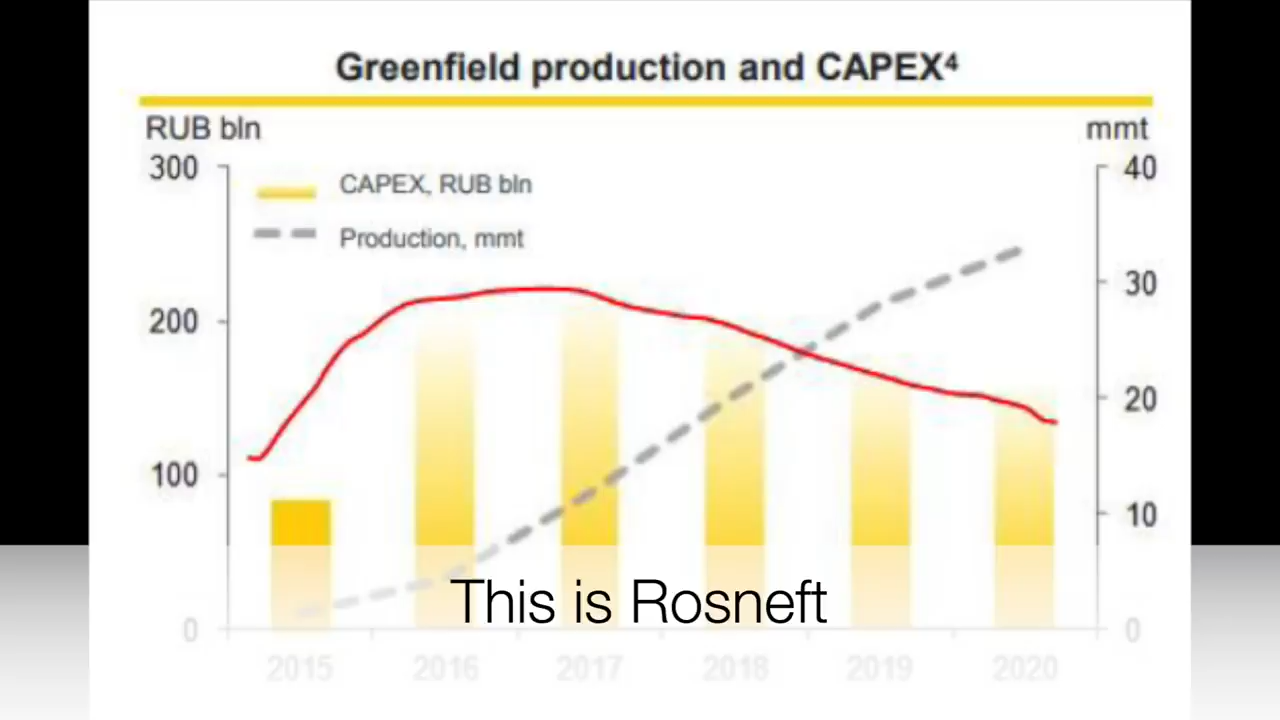 Greenfield production and CAPEX⁴
RUB bln
mmt
300
200
100
0
CAPEX, RUB bln
Production, mmt
40
30
20
10
0
This is Rosneft
2015 2016 2017 2018 2019 2020